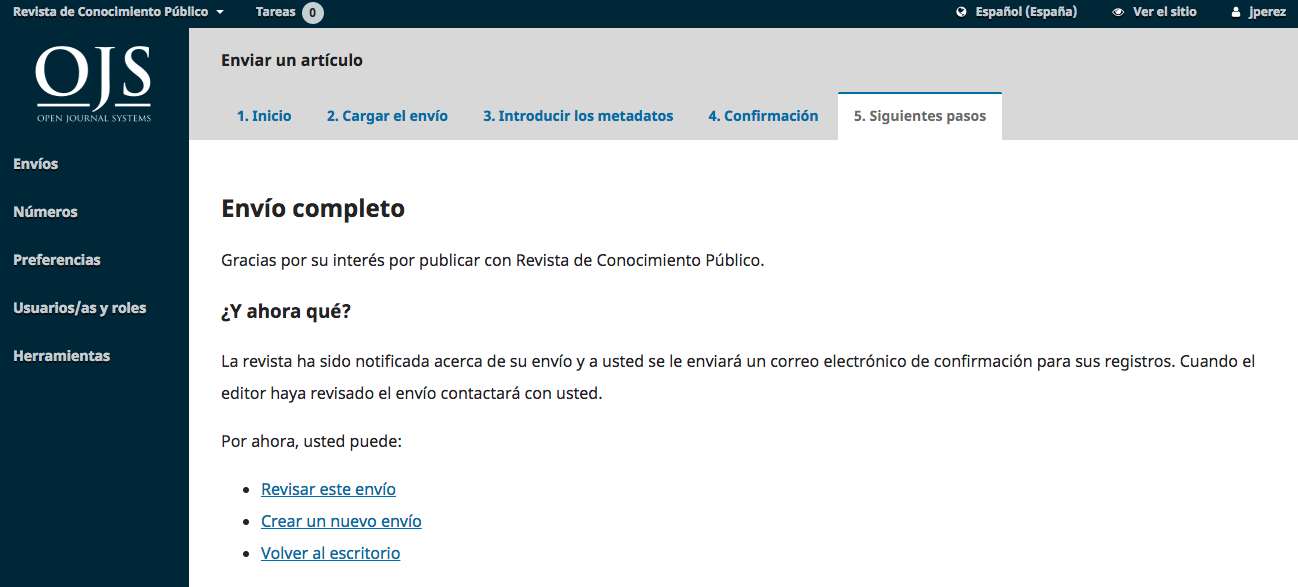 Revista de Conocimiento Público Tareas 0 Español (España) Ver el sitio jperez
OJS
OPEN JOURNAL SYSTEMS
Envíos
Números
Preferencias
Usuarios/as y roles
Herramientas
Enviar un artículo
1. Inicio 2. Cargar el envío 3. Introducir los metadatos 4. Confirmación 5. Siguientes pasos
Envío completo
Gracias por su interés por publicar con Revista de Conocimiento Público.
¿Y ahora qué?
La revista ha sido notificada acerca de su envío y a usted se le enviará un correo electrónico de confirmación para sus registros. Cuando el
editor haya revisado el envío contactará con usted.
Por ahora, usted puede:
Revisar este envío
Crear un nuevo envío
Volver al escritorio